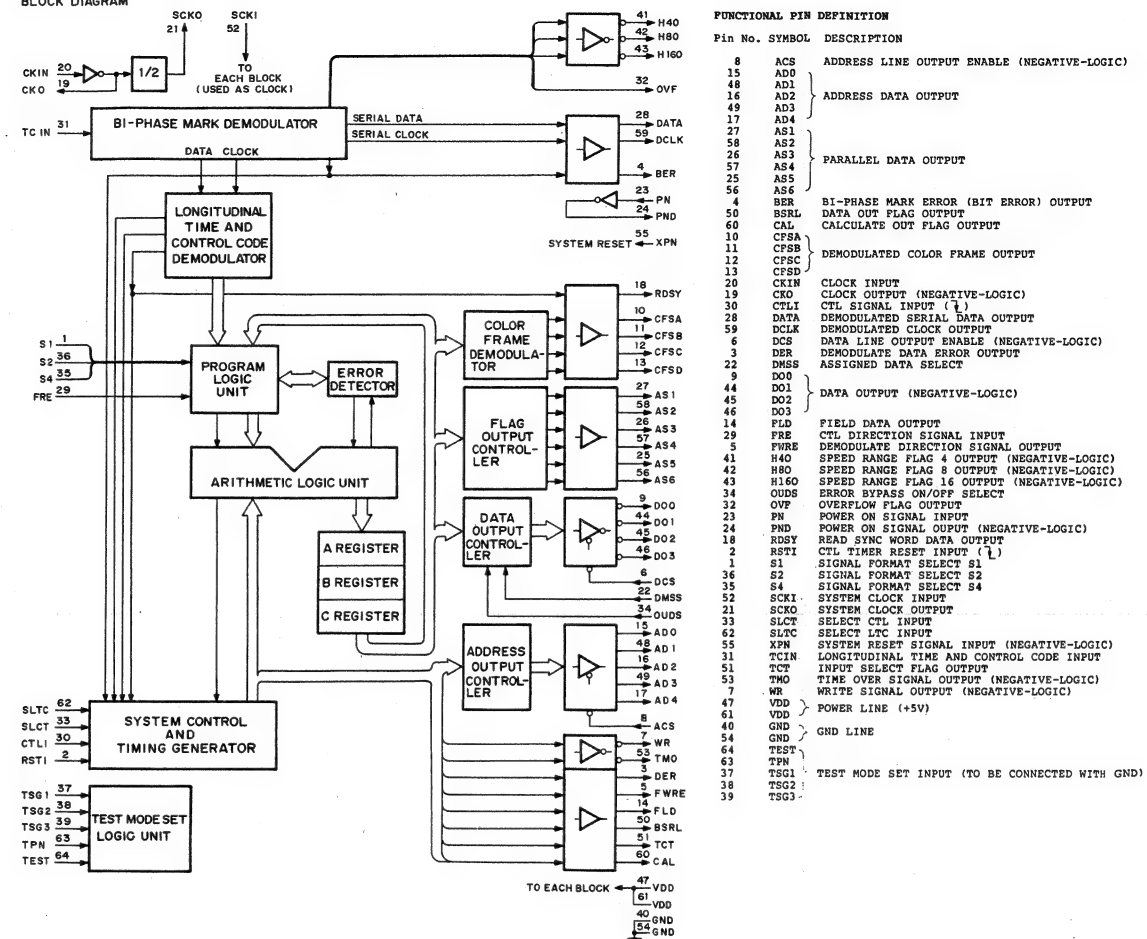 BLOCK DIAGRAM
SCKO
21
SCKI
52
TO
EACH BLOCK
(USED AS CLOCK)
CKIN 20
CKO 19
1/2
41 H40
42 H80
43 H160
32 OVF
TC IN 31
BI-PHASE MARK DEMODULATOR
DATA CLOCK
SERIAL DATA
SERIAL CLOCK
28 DATA
59 DCLK
4 BER
23 PN
24 PND
SYSTEM RESET 55 XPN
LONGITUDINAL
TIME AND
CONTROL CODE
DEMODULATOR
18 RDSY
COLOR
FRAME
DEMODULA-
TOR
10 CFSA
11 CFSB
12 CFSC
13 CFSD
S1 1
S2 36
S4 35
FRE 29
PROGRAM
LOGIC
UNIT
ERROR
DETECTOR
FLAG
OUTPUT
CONTROL-
LER
27 AS1
58 AS2
26 AS3
57 AS4
25 AS5
56 AS6
ARITHMETIC LOGIC UNIT
DATA
OUTPUT
CONTROL-
LER
9 DO0
44 DO1
45 DO2
46 DO3
6 DCS
22 DMSS
34 OUDS
A REGISTER
B REGISTER
C REGISTER
ADDRESS
OUTPUT
CONTROL-
LER
15 AD0
48 AD1
16 AD2
49 AD3
17 AD4
8 ACS
SLTC 62
SLCT 33
CTLI 30
RSTI 2
SYSTEM CONTROL
AND
TIMING GENERATOR
7 WR
53 TMO
3 DER
5 FWRE
14 FLD
50 BSRL
51 TCT
60 CAL
TSG1 37
TSG2 38
TSG3 39
TPN 63
TEST 64
TEST MODE SET
LOGIC UNIT
TO EACH BLOCK 47 VDD
61 VDD
40 GND
54 GND
FUNCTIONAL PIN DEFINITION
Pin No. SYMBOL DESCRIPTION
8 ACS ADDRESS LINE OUTPUT ENABLE (NEGATIVE-LOGIC)
15 AD0
48 AD1
16 AD2 ADDRESS DATA OUTPUT
49 AD3
17 AD4
27 AS1
58 AS2
26 AS3
57 AS4 PARALLEL DATA OUTPUT
25 AS5
56 AS6
4 BER BI-PHASE MARK ERROR (BIT ERROR) OUTPUT
50 BSRL DATA OUT FLAG OUTPUT
60 CAL CALCULATE OUT FLAG OUTPUT
10 CFSA
11 CFSB
12 CFSC DEMODULATED COLOR FRAME OUTPUT
13 CFSD
20 CKIN CLOCK INPUT
19 CKO CLOCK OUTPUT (NEGATIVE-LOGIC)
30 CTLI CTL SIGNAL INPUT ( )
28 DATA DEMODULATED SERIAL DATA OUTPUT
59 DCLK DEMODULATED CLOCK OUTPUT
6 DCS DATA LINE OUTPUT ENABLE (NEGATIVE-LOGIC)
3 DER DEMODULATE DATA ERROR OUTPUT
22 DMSS ASSIGNED DATA SELECT
9 DO0
44 DO1 DATA OUTPUT (NEGATIVE-LOGIC)
45 DO2
46 DO3
14 FLD FIELD DATA OUTPUT
29 FRE CTL DIRECTION SIGNAL INPUT
5 FWRE DEMODULATE DIRECTION SIGNAL OUTPUT
41 H40 SPEED RANGE FLAG 4 OUTPUT (NEGATIVE-LOGIC)
42 H80 SPEED RANGE FLAG 8 OUTPUT (NEGATIVE-LOGIC)
43 H160 SPEED RANGE FLAG 16 OUTPUT (NEGATIVE-LOGIC)
34 OUDS ERROR BYPASS ON/OFF SELECT
32 OVF OVERFLOW FLAG OUTPUT
23 PN POWER ON SIGNAL INPUT
24 PND POWER ON SIGNAL OUPUT (NEGATIVE-LOGIC)
18 RDSY READ SYNC WORD DATA OUTPUT
2 RSTI CTL TIMER RESET INPUT ( )
1 S1 SIGNAL FORMAT SELECT S1
36 S2 SIGNAL FORMAT SELECT S2
35 S4 SIGNAL FORMAT SELECT S4
52 SCKI SYSTEM CLOCK INPUT
21 SCKO SYSTEM CLOCK OUTPUT
33 SLCT SELECT CTL INPUT
62 SLTC SELECT LTC INPUT
55 XPN SYSTEM RESET SIGNAL INPUT (NEGATIVE-LOGIC)
31 TCIN LONGITUDINAL TIME AND CONTROL CODE INPUT
51 TCT INPUT SELECT FLAG OUTPUT
53 TMO TIME OVER SIGNAL OUTPUT (NEGATIVE-LOGIC)
7 WR WRITE SIGNAL OUTPUT (NEGATIVE-LOGIC)
47 VDD POWER LINE (+5V)
61 VDD
40 GND GND LINE
54 GND
64 TEST
63 TPN
37 TSG1 TEST MODE SET INPUT (TO BE CONNECTED WITH GND)
38 TSG2
39 TSG3